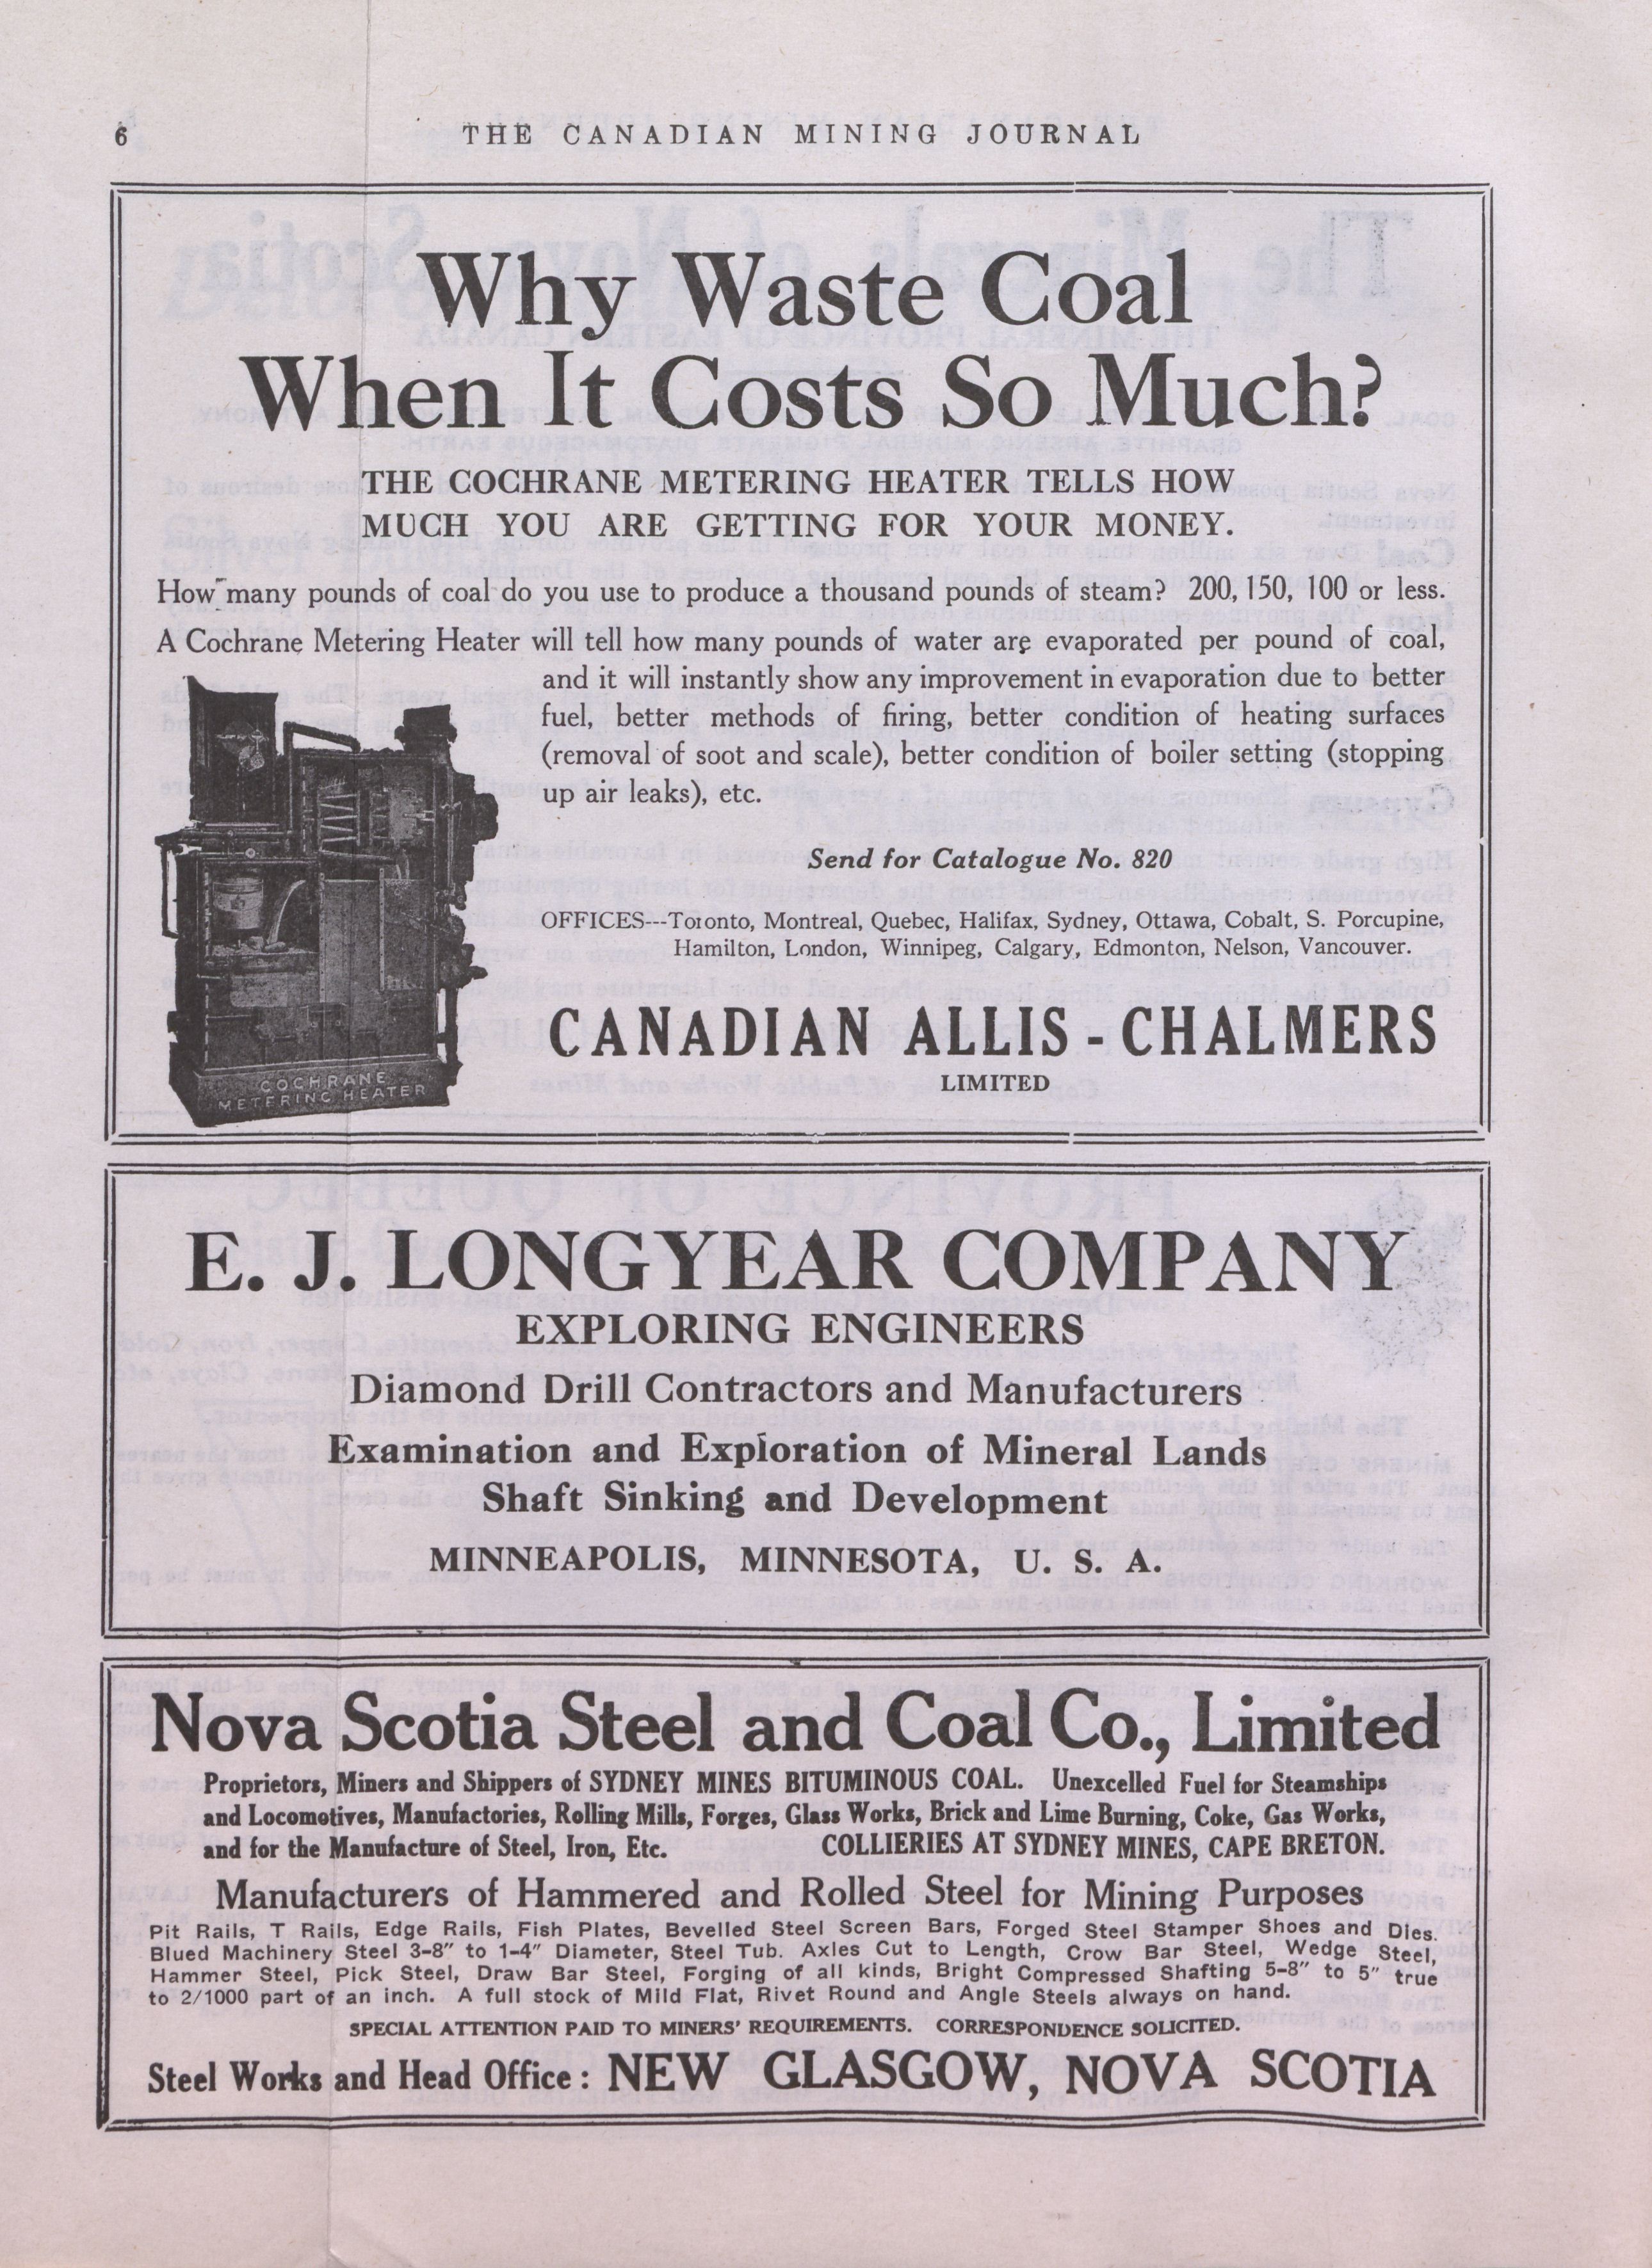 6
THE CANADIAN MINING JOURNAL
Why Waste Coal
When It Costs So Much?
THE COCHRANE METERING HEATER TELLS HOW
MUCH YOU ARE GETTING FOR YOUR MONEY.
How many pounds of coal do you use to produce a thousand pounds of steam? 200, 150, 100 or less.
A Cochrane Metering Heater will tell how many pounds of water are evaporated per pound of coal,
and it will instantly show any improvement in evaporation due to better
fuel, better methods of firing, better condition of heating surfaces
(removal of soot and scale), better condition of boiler setting (stopping
up air leaks), etc.
Send for Catalogue No. 820
OFFICES---Toronto, Montreal, Quebec, Halifax, Sydney, Ottawa, Cobalt, S. Porcupine,
Hamilton, London, Winnipeg, Calgary, Edmonton, Nelson, Vancouver.
CANADIAN ALLIS - CHALMERS
LIMITED
COCHRANE
METERING HEATER
E. J. LONGYEAR COMPANY
EXPLORING ENGINEERS
Diamond Drill Contractors and Manufacturers
Examination and Exploration of Mineral Lands
Shaft Sinking and Development
MINNEAPOLIS, MINNESOTA, U. S. A.
Nova Scotia Steel and Coal Co., Limited
Proprietors, Miners and Shippers of SYDNEY MINES BITUMINOUS COAL. Unexcelled Fuel for Steamships
and Locomotives, Manufactories, Rolling Mills, Forges, Glass Works, Brick and Lime Burning, Coke, Gas Works,
and for the Manufacture of Steel, Iron, Etc. COLLIERIES AT SYDNEY MINES, CAPE BRETON.
Manufacturers of Hammered and Rolled Steel for Mining Purposes
Pit Rails, T Rails, Edge Rails, Fish Plates, Bevelled Steel Screen Bars, Forged Steel Stamper Shoes and Dies.
Blued Machinery Steel 3-8" to 1-4" Diameter, Steel Tub. Axles Cut to Length, Crow Bar Steel, Wedge Steel,
Hammer Steel, Pick Steel, Draw Bar Steel, Forging of all kinds, Bright Compressed Shafting 5-8" to 5" true
to 2/1000 part of an inch. A full stock of Mild Flat, Rivet Round and Angle Steels always on hand.
SPECIAL ATTENTION PAID TO MINERS' REQUIREMENTS. CORRESPONDENCE SOLICITED.
Steel Works and Head Office : NEW GLASGOW, NOVA SCOTIA